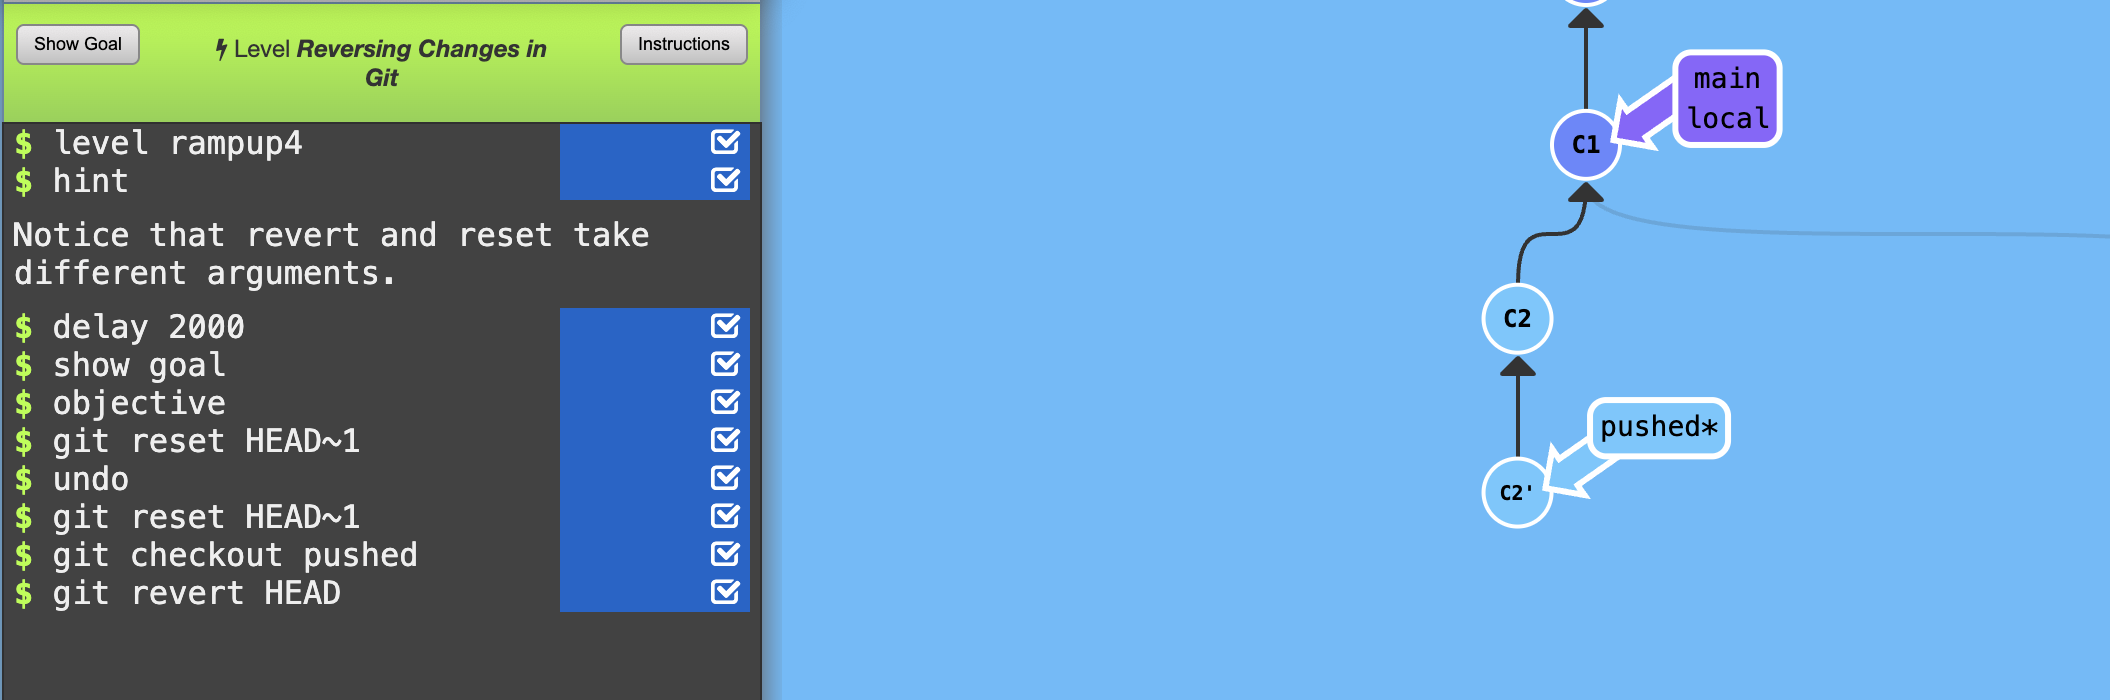 Show Goal
Level Reversing Changes in
Git
Instructions
$ level rampup4
$ hint
Notice that revert and reset take
different arguments.
$ delay 2000
$ show goal
$ objective
$ git reset HEAD~1
$ undo
$ git reset HEAD~1
$ git checkout pushed
$ git revert HEAD
main
local
C1
C2
pushed*
C2'